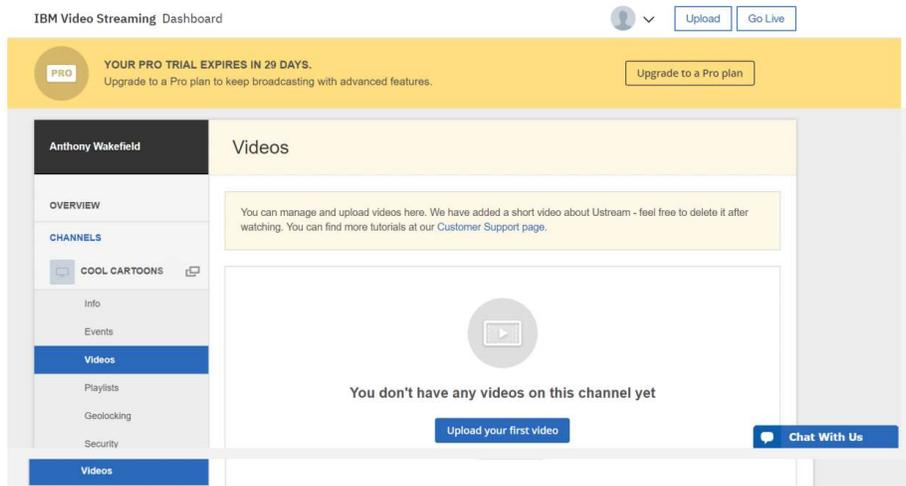 IBM Video Streaming Dashboard
Upload
Go Live
PRO
YOUR PRO TRIAL EXPIRES IN 29 DAYS.
Upgrade to a Pro plan to keep broadcasting with advanced features.
Upgrade to a Pro plan
Anthony Wakefield
Videos
OVERVIEW
You can manage and upload videos here. We have added a short video about Ustream - feel free to delete it after
watching. You can find more tutorials at our Customer Support page.
CHANNELS
COOL CARTOONS
Info
Events
Videos
Playlists
Geolocking
Security
You don't have any videos on this channel yet
Upload your first video
Chat With Us
Videos